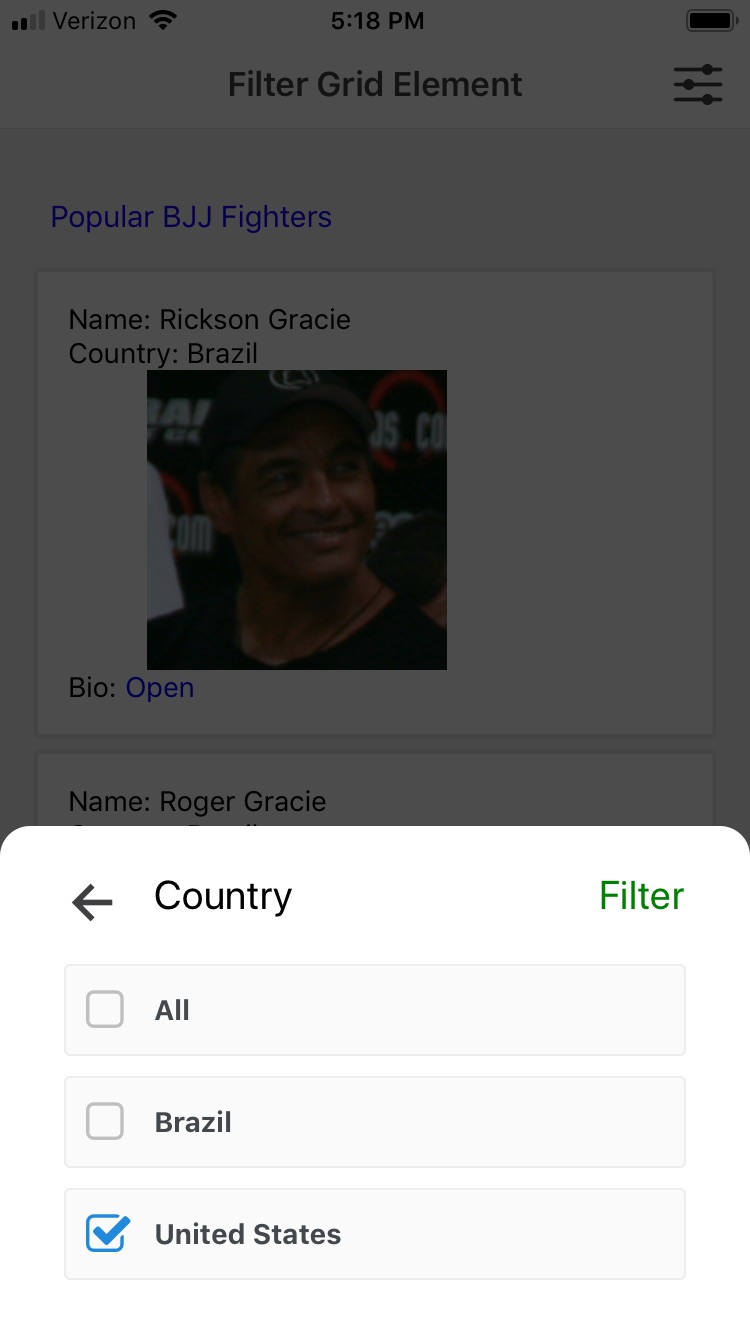 Verizon 5:18 PM
Filter Grid Element
Popular BJJ Fighters
Name: Rickson Gracie
Country: Brazil
Bio: Open
Name: Roger Gracie
Country Filter
All
Brazil
United States